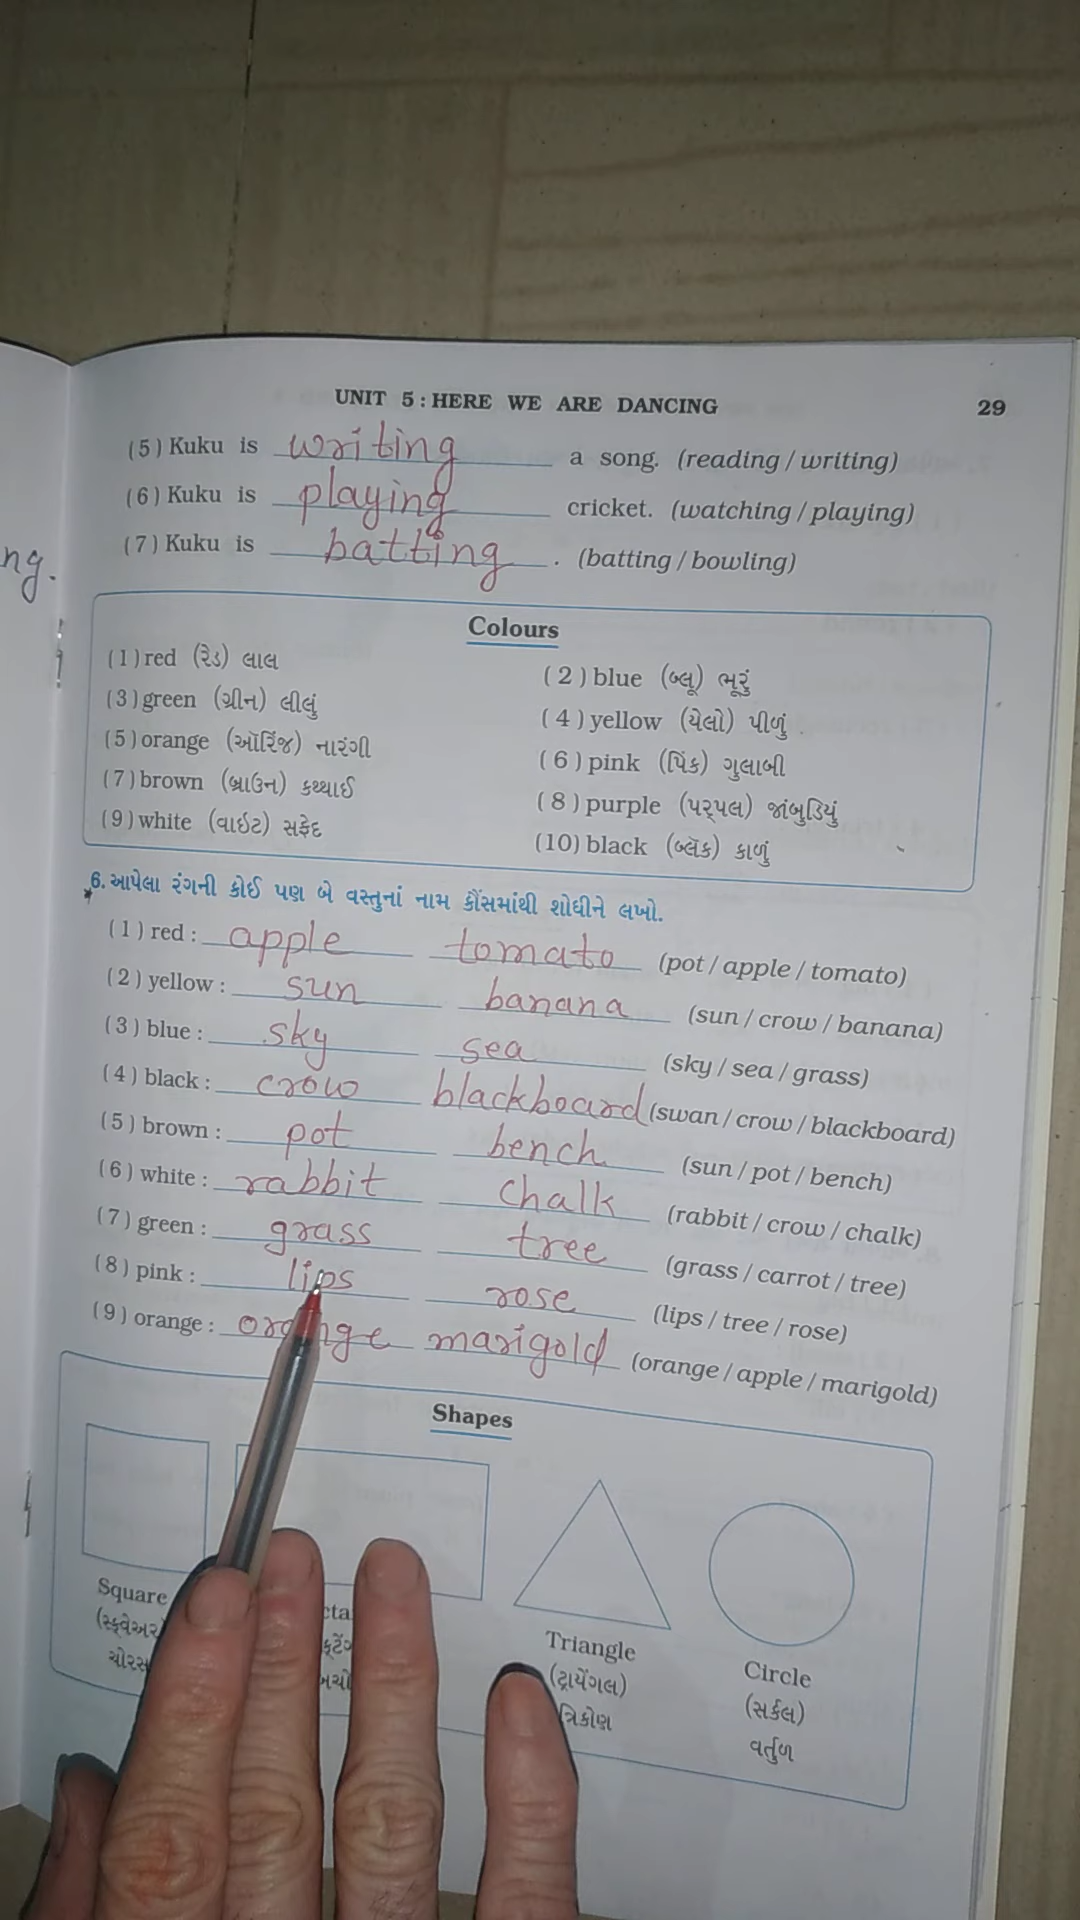 UNIT 5 : HERE WE ARE DANCING 29
(5) Kuku is writing a song. (reading / writing)
(6) Kuku is playing cricket. (watching / playing)
(7) Kuku is batting . (batting / bowling)
ng.
Colours
(1) red (રેડ) લાલ (2) blue (બ્લૂ) ભૂરું
(3) green (ગ્રીન) લીલું (4) yellow (યેલો) પીળું
(5) orange (ઑરિંજ) નારંગી (6) pink (પિંક) ગુલાબી
(7) brown (બ્રાઉન) કથ્થાઈ (8) purple (પર્પલ) જાંબુડિયું
(9) white (વાઇટ) સફેદ (10) black (બ્લૅક) કાળું
6. આપેલા રંગની કોઈ પણ બે વસ્તુનાં નામ કૌંસમાંથી શોધીને લખો.
(1) red : apple tomato (pot / apple / tomato)
(2) yellow : sun banana (sun / crow / banana)
(3) blue : sky sea (sky / sea / grass)
(4) black : crow blackboard (swan / crow / blackboard)
(5) brown : pot bench (sun / pot / bench)
(6) white : rabbit chalk (rabbit / crow / chalk)
(7) green : grass tree (grass / carrot / tree)
(8) pink : lips rose (lips / tree / rose)
(9) orange : orange marigold (orange / apple / marigold)
Shapes
Square Triangle Circle
(સ્ક્વેઅર) (ટ્રાયેંગલ) (સર્કલ)
ત્રિકોણ વર્તુળ